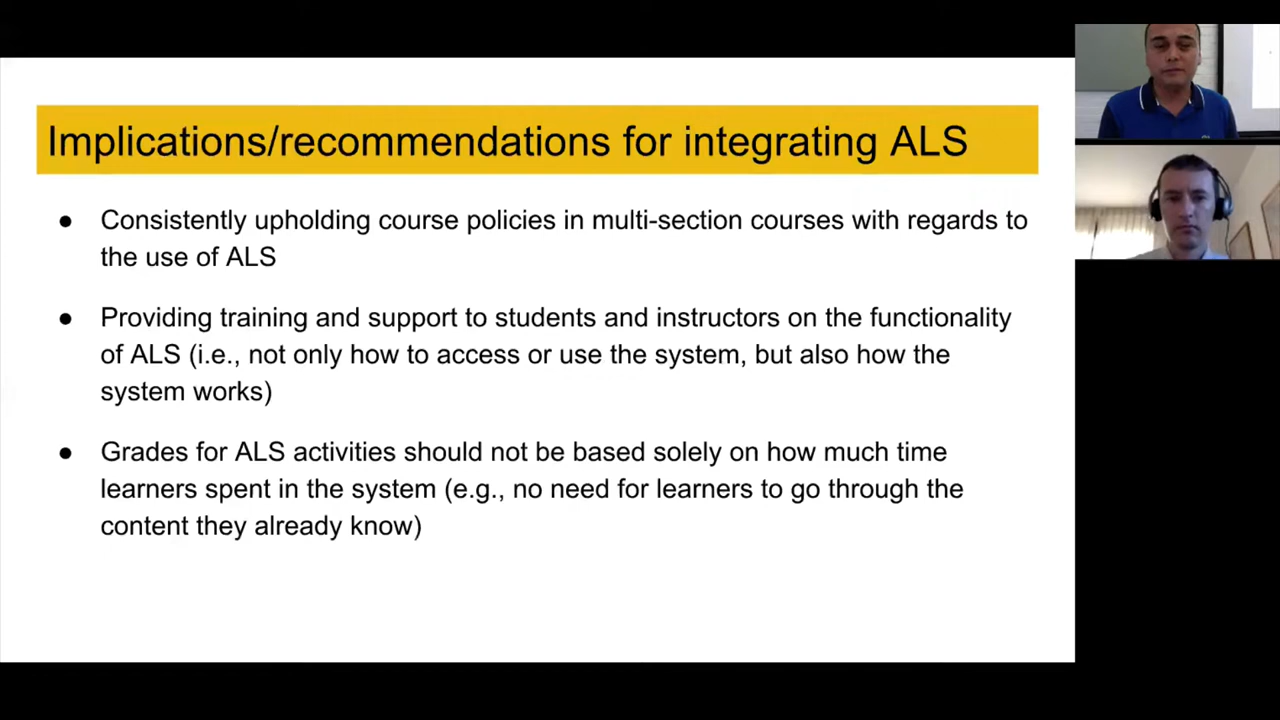 Implications/recommendations for integrating ALS
● Consistently upholding course policies in multi-section courses with regards to
the use of ALS
● Providing training and support to students and instructors on the functionality
of ALS (i.e., not only how to access or use the system, but also how the
system works)
● Grades for ALS activities should not be based solely on how much time
learners spent in the system (e.g., no need for learners to go through the
content they already know)